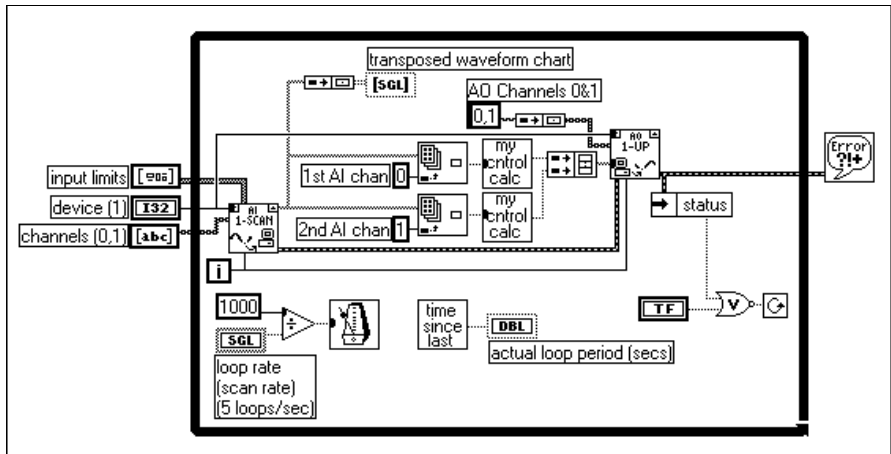 transposed waveform chart
[SGL]
AO Channels 0&1
0,1
AO
1-UP
Error
?!+
my
cntrol
calc
1st AI chan 0
input limits
device (1) I32
channels (0,1) [abc]
AI
1-SCAN
2nd AI chan 1
my
cntrol
calc
status
i
1000
SGL
loop rate
(scan rate)
(5 loops/sec)
time
since
last
DBL
actual loop period (secs)
TF
V